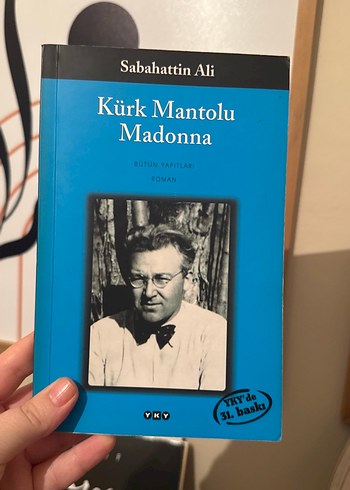 Sabahattin Ali
Kürk Mantolu
Madonna
BÜTÜN YAPITLARI
ROMAN
YKY'de
31. baskı
YKY